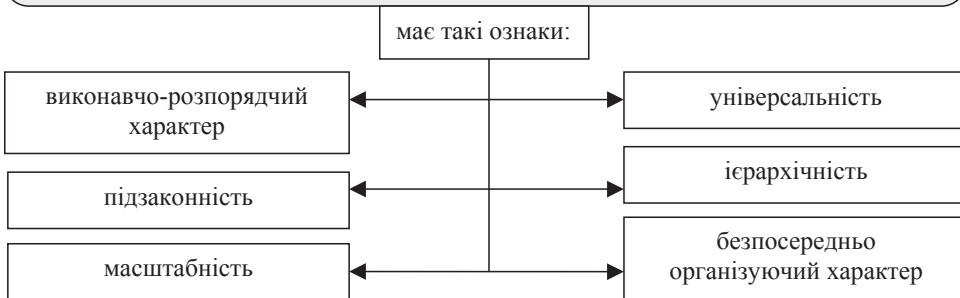 має такі ознаки:
виконавчо-розпорядчий
характер
універсальність
підзаконність
ієрархічність
масштабність
безпосередньо
організуючий характер